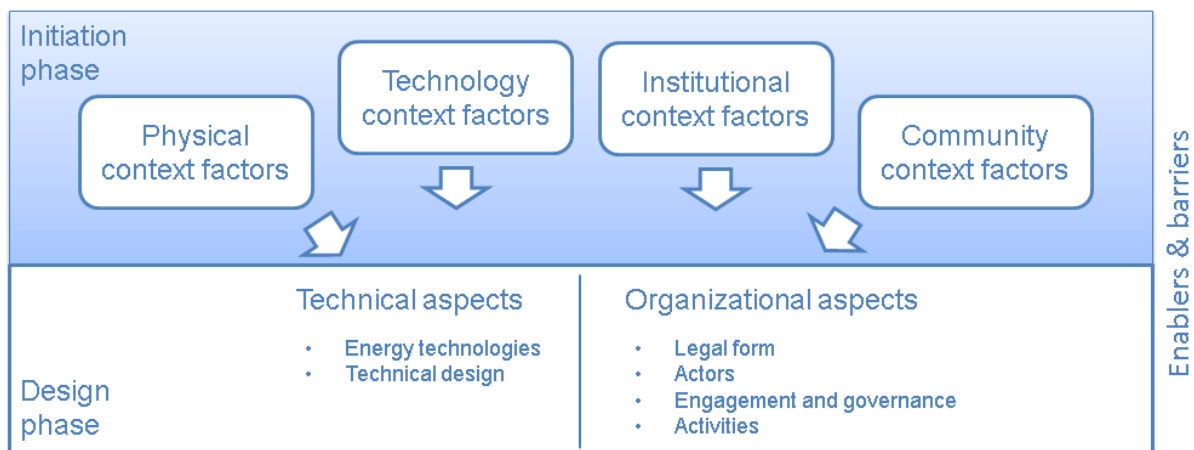 Initiation
phase
Physical
context factors
Technology
context factors
Institutional
context factors
Community
context factors
Enablers & barriers
Design
phase
Technical aspects
• Energy technologies
• Technical design
Organizational aspects
• Legal form
• Actors
• Engagement and governance
• Activities